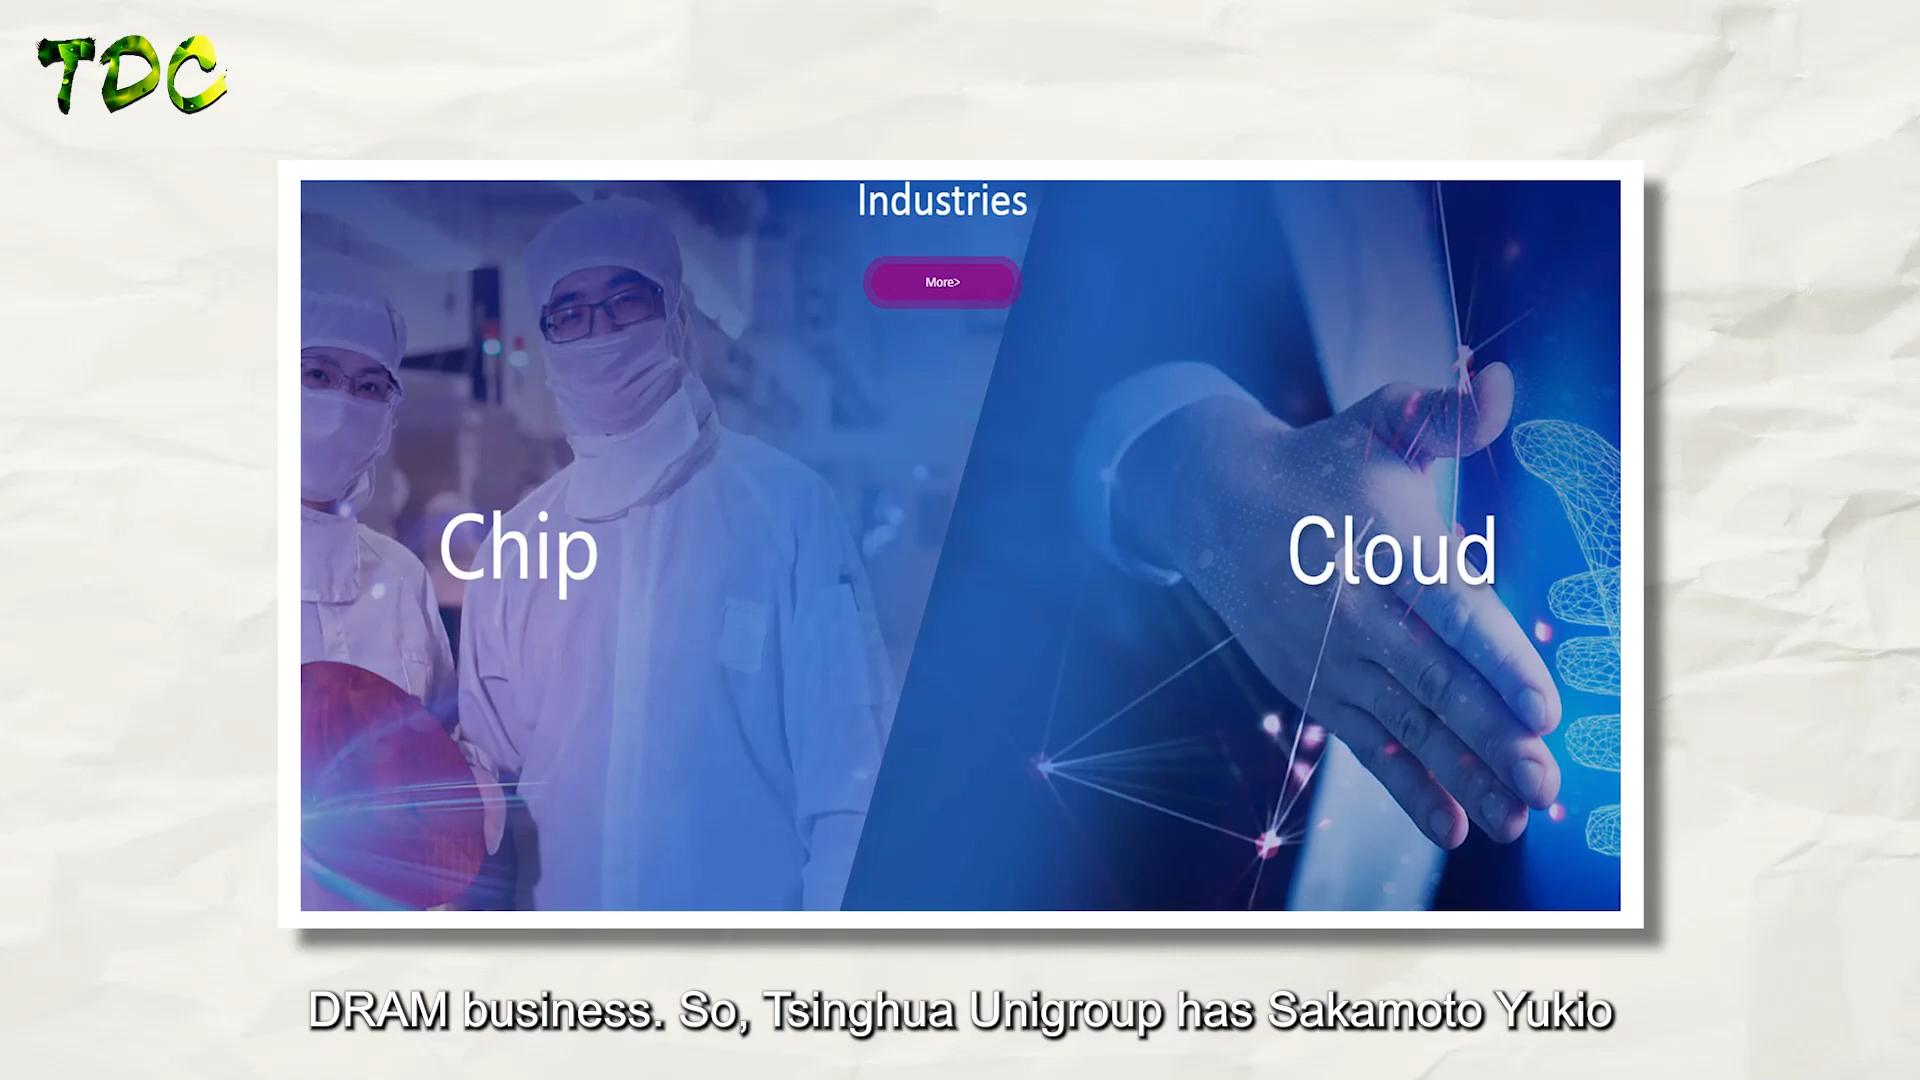 TDC
Industries
More>
Chip
Cloud
DRAM business. So, Tsinghua Unigroup has Sakamoto Yukio